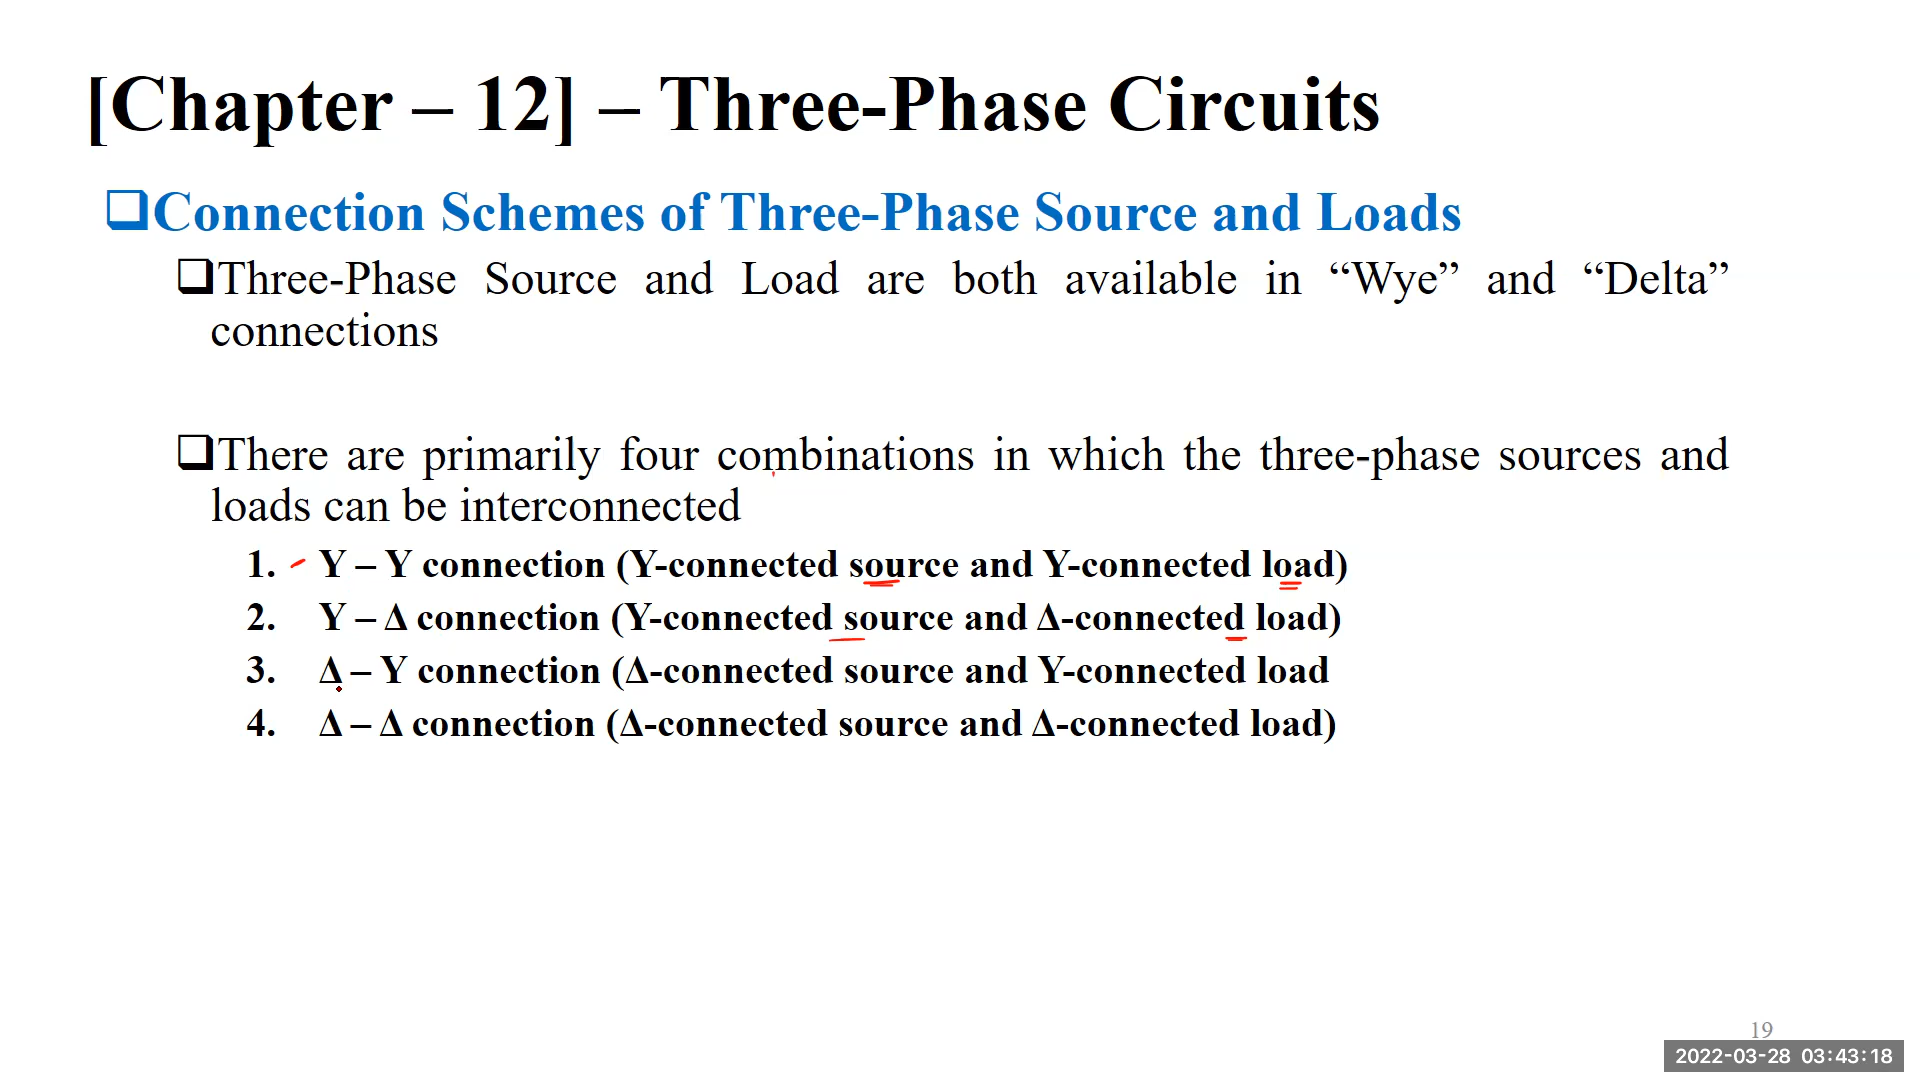 [Chapter – 12] – Three-Phase Circuits
❑Connection Schemes of Three-Phase Source and Loads
❑Three-Phase Source and Load are both available in “Wye” and “Delta”
connections
❑There are primarily four combinations in which the three-phase sources and
loads can be interconnected
1. Y – Y connection (Y-connected source and Y-connected load)
2. Y – Δ connection (Y-connected source and Δ-connected load)
3. Δ – Y connection (Δ-connected source and Y-connected load
4. Δ – Δ connection (Δ-connected source and Δ-connected load)
19
2022-03-28 03:43:18